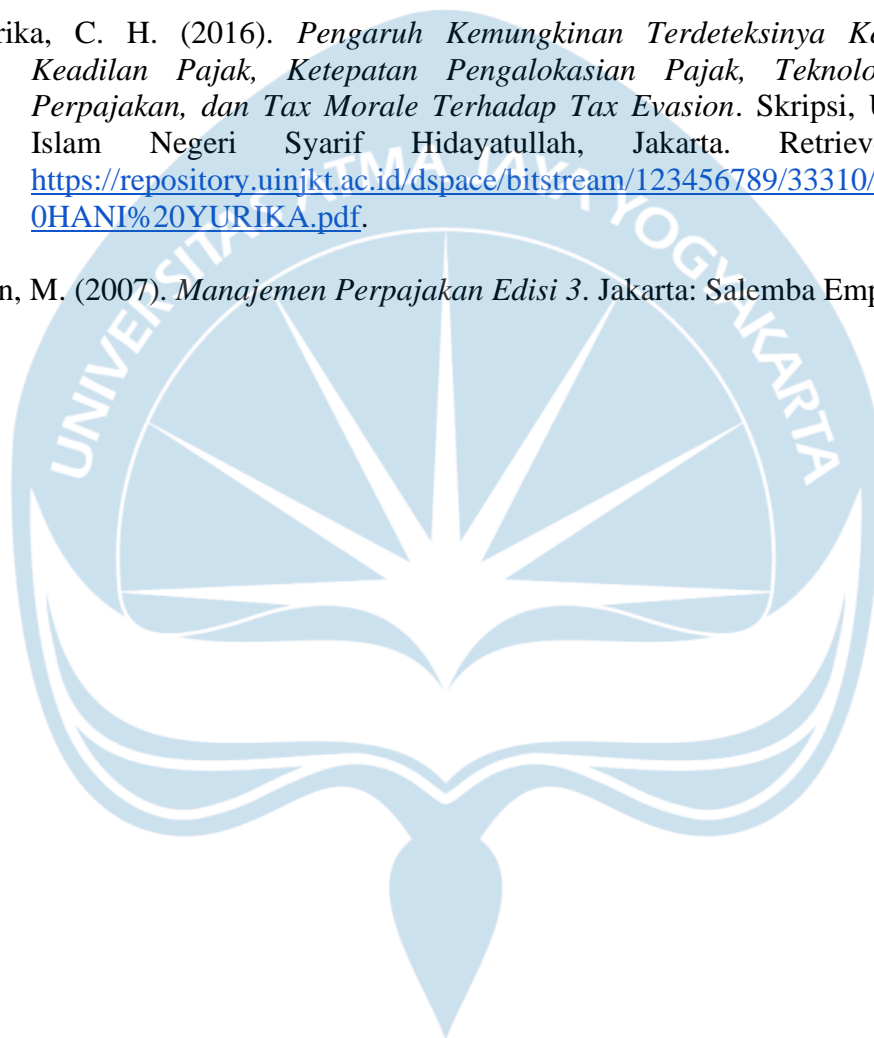 rika, C. H. (2016). Pengaruh Kemungkinan Terdeteksinya Ke
Keadilan Pajak, Ketepatan Pengalokasian Pajak, Teknolo
Perpajakan, dan Tax Morale Terhadap Tax Evasion. Skripsi, U
Islam Negeri Syarif Hidayatullah, Jakarta. Retriev
https://repository.uinjkt.ac.id/dspace/bitstream/123456789/33310/
0HANI%20YURIKA.pdf.
n, M. (2007). Manajemen Perpajakan Edisi 3. Jakarta: Salemba Emp
UNIVERSITAS ATMA JAYA YOGYAKARTA